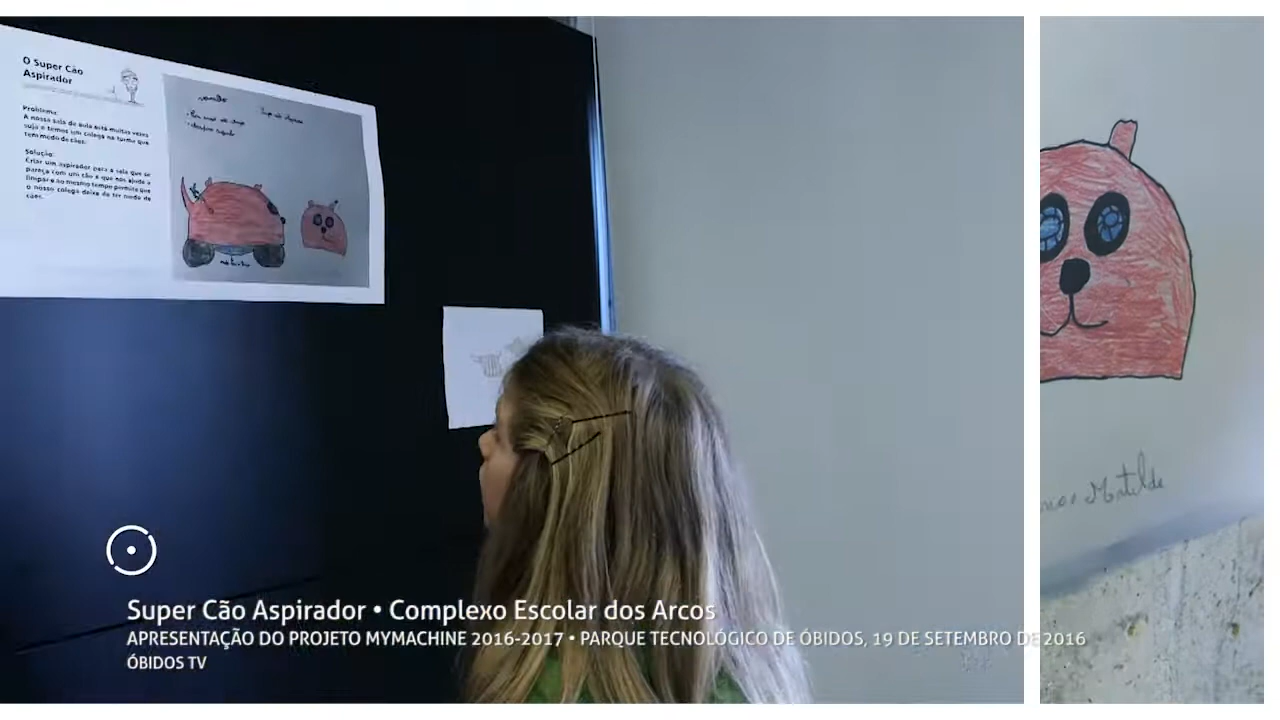 O Super Cão
Aspirador
Problema:
A nossa sala de aula está muitas vezes
suja e temos um colega na turma que
tem medo de cães.
Solução:
Criar um aspirador para a sala que se
pareça com um cão e que nos ajude a
limpar e ao mesmo tempo permite que
o nosso colega deixe de ter medo de
cães.
Matilde
Super Cão Aspirador • Complexo Escolar dos Arcos
APRESENTAÇÃO DO PROJETO MYMACHINE 2016-2017 • PARQUE TECNOLÓGICO DE ÓBIDOS, 19 DE SETEMBRO DE 2016
ÓBIDOS TV